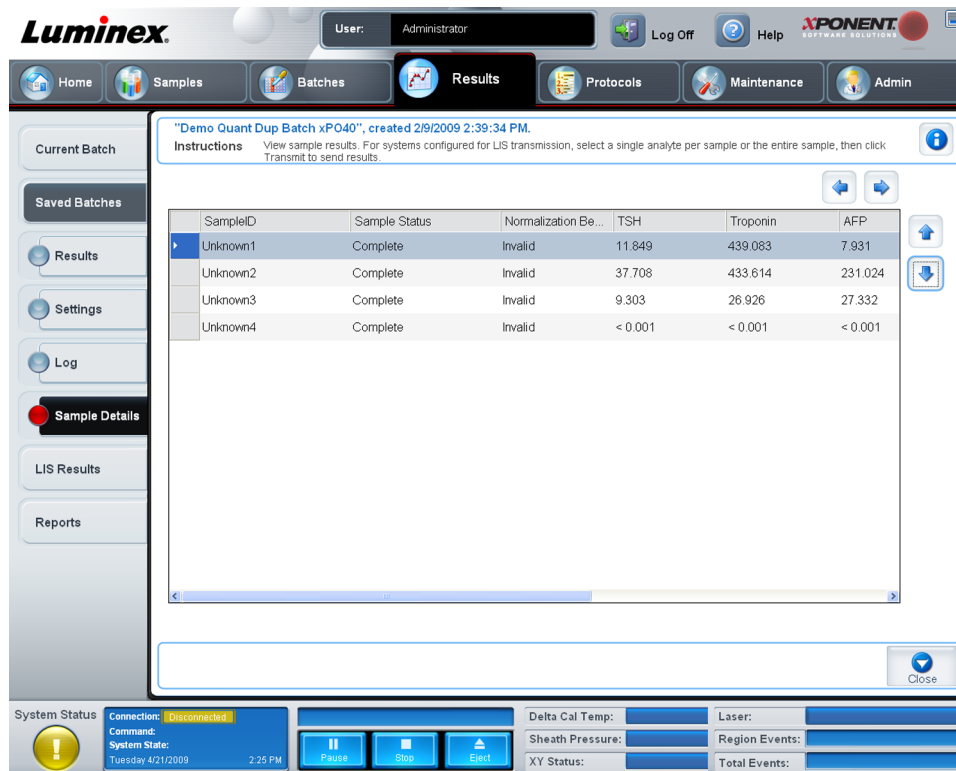 Luminex.
User: Administrator
Log Off
Help
XPONENT.
SOFTWARE SOLUTIONS
Home
Samples
Batches
Results
Protocols
Maintenance
Admin
Current Batch
Saved Batches
Results
Settings
Log
Sample Details
LIS Results
Reports
"Demo Quant Dup Batch xPO40", created 2/9/2009 2:39:34 PM.
Instructions View sample results. For systems configured for LIS transmission, select a single analyte per sample or the entire sample, then click
Transmit to send results.
SampleID Sample Status Normalization Be... TSH Troponin AFP
Unknown1 Complete Invalid 11.849 439.083 7.931
Unknown2 Complete Invalid 37.708 433.614 231.024
Unknown3 Complete Invalid 9.303 26.926 27.332
Unknown4 Complete Invalid < 0.001 < 0.001 < 0.001
Close
System Status
Connection: Disconnected
Command:
System State:
Tuesday 4/21/2009 2:25 PM
Pause
Stop
Eject
Delta Cal Temp:
Sheath Pressure:
XY Status:
Laser:
Region Events:
Total Events: